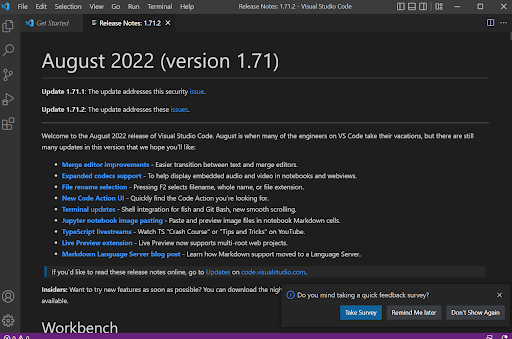 File Edit Selection View Go Run Terminal Help
Release Notes: 1.71.2 - Visual Studio Code
Get Started
Release Notes: 1.71.2
August 2022 (version 1.71)
Update 1.71.1: The update addresses this security issue.
Update 1.71.2: The update addresses these issues.
Welcome to the August 2022 release of Visual Studio Code. August is when many of the engineers on VS Code take their vacations, but there are still
many updates in this version that we hope you'll like:
• Merge editor improvements - Easier transition between text and merge editors.
• Expanded codecs support - To help display embedded audio and video in notebooks and webviews.
• File rename selection - Pressing F2 selects filename, whole name, or file extension.
• New Code Action UI - Quickly find the Code Action you're looking for.
• Terminal updates - Shell integration for fish and Git Bash, new smooth scrolling.
• Jupyter notebook image pasting - Paste and preview image files in notebook Markdown cells.
• TypeScript livestreams - Watch TS "Crash Course" or "Tips and Tricks" on YouTube.
• Live Preview extension - Live Preview now supports multi-root web projects.
• Markdown Language Server blog post - Learn how Markdown support moved to a Language Server.
If you'd like to read these release notes online, go to Updates on code.visualstudio.com.
Insiders: Want to try new features as soon as possible? You can download the nigh
available.
Workbench
Do you mind taking a quick feedback survey?
Take Survey
Remind Me later
Don't Show Again
0 0